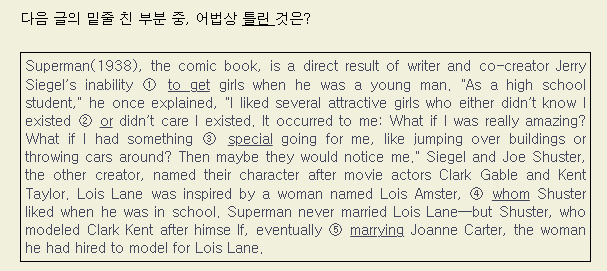 다음 글의 밑줄 친 부분 중, 어법상 틀린 것은?
Superman(1938), the comic book, is a direct result of writer and co-creator Jerry
Siegel's inability ① to get girls when he was a young man. "As a high school
student," he once explained, "I liked several attractive girls who either didn't know I
existed ② or didn't care I existed. It occurred to me: What if I was really amazing?
What if I had something ③ special going for me, like jumping over buildings or
throwing cars around? Then maybe they would notice me." Siegel and Joe Shuster,
the other creator, named their character after movie actors Clark Gable and Kent
Taylor. Lois Lane was inspired by a woman named Lois Amster, ④ whom Shuster
liked when he was in school. Superman never married Lois Lane—but Shuster, who
modeled Clark Kent after himse lf, eventually ⑤ marrying Joanne Carter, the woman
he had hired to model for Lois Lane.